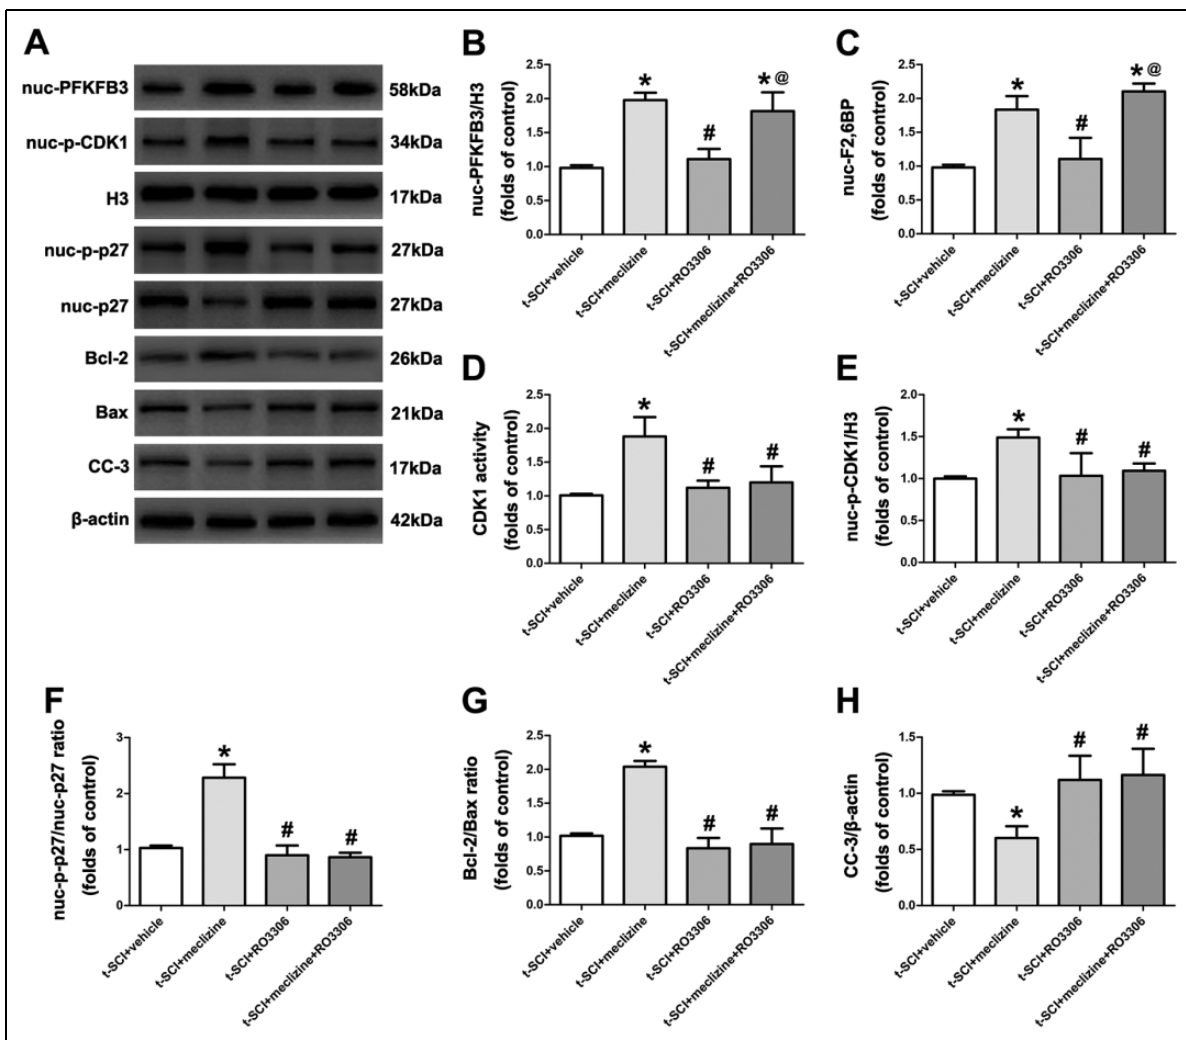 A
nuc-PFKFB3 58kDa
nuc-p-CDK1 34kDa
H3 17kDa
nuc-p-p27 27kDa
nuc-p27 27kDa
Bcl-2 26kDa
Bax 21kDa
CC-3 17kDa
β-actin 42kDa
B
nuc-PFKFB3/H3
(folds of control)
2.5
2.0
1.5
1.0
0.5
0.0
*
#
* @
t-SCI+vehicle
t-SCI+meclizine
t-SCI+RO3306
t-SCI+meclizine+RO3306
C
nuc-F2,6BP
(folds of control)
2.5
2.0
1.5
1.0
0.5
0.0
*
#
* @
t-SCI+vehicle
t-SCI+meclizine
t-SCI+RO3306
t-SCI+meclizine+RO3306
D
CDK1 activity
(folds of control)
2.5
2.0
1.5
1.0
0.5
0.0
*
#
#
t-SCI+vehicle
t-SCI+meclizine
t-SCI+RO3306
t-SCI+meclizine+RO3306
E
nuc-p-CDK1/H3
(folds of control)
2.0
1.5
1.0
0.5
0.0
*
#
#
t-SCI+vehicle
t-SCI+meclizine
t-SCI+RO3306
t-SCI+meclizine+RO3306
F
nuc-p-p27/nuc-p27 ratio
(folds of control)
3
2
1
0
*
#
#
t-SCI+vehicle
t-SCI+meclizine
t-SCI+RO3306
t-SCI+meclizine+RO3306
G
Bcl-2/Bax ratio
(folds of control)
2.5
2.0
1.5
1.0
0.5
0.0
*
#
#
t-SCI+vehicle
t-SCI+meclizine
t-SCI+RO3306
t-SCI+meclizine+RO3306
H
CC-3/β-actin
(folds of control)
1.5
1.0
0.5
0.0
*
#
#
t-SCI+vehicle
t-SCI+meclizine
t-SCI+RO3306
t-SCI+meclizine+RO3306